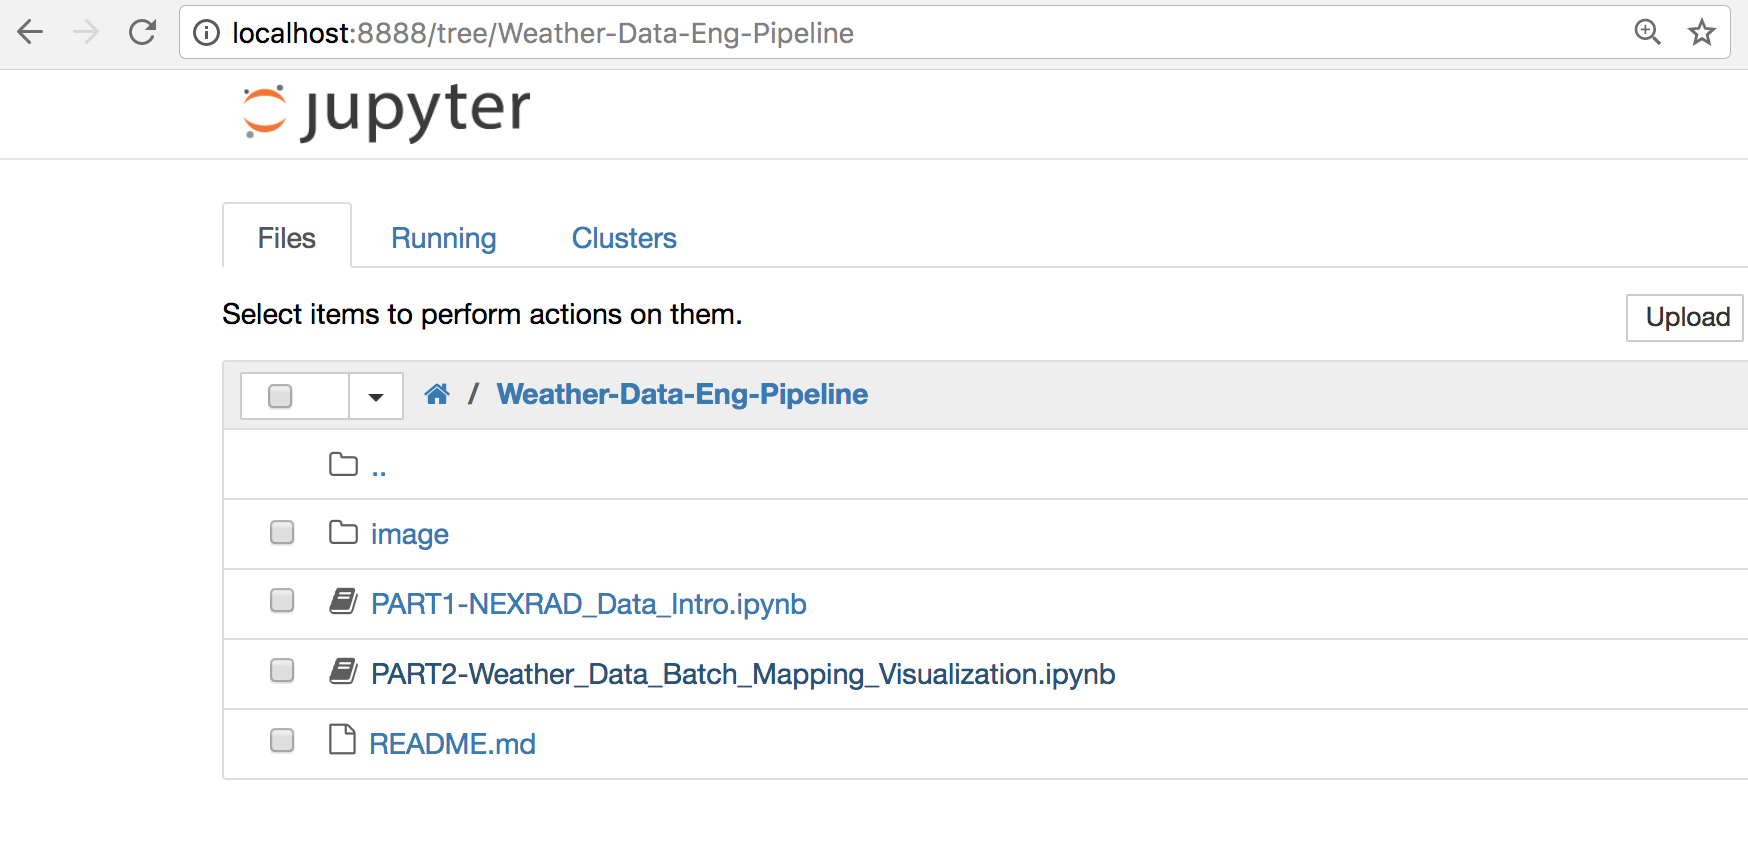 localhost:8888/tree/Weather-Data-Eng-Pipeline
jupyter
Files Running Clusters
Select items to perform actions on them. Upload
/ Weather-Data-Eng-Pipeline
..
image
PART1-NEXRAD_Data_Intro.ipynb
PART2-Weather_Data_Batch_Mapping_Visualization.ipynb
README.md